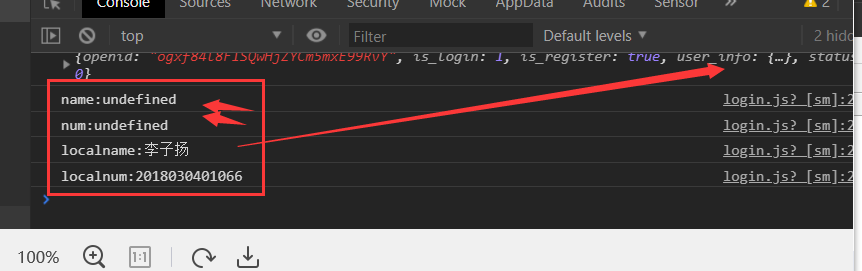 Console Sources Network Security Mock AppData Audits Sensor » 2
top ▼ Filter Default levels ▼ 2 hidd
{openid: "ogxf84l8F1SQwHjZYCm5mxE99RvY", is_login: 1, is_register: true, user_info: {…}, status
0}
name:undefined login.js? [sm]:2
num:undefined login.js? [sm]:2
localname:李子扬 login.js? [sm]:2
localnum:2018030401066 login.js? [sm]:2
100% 1:1